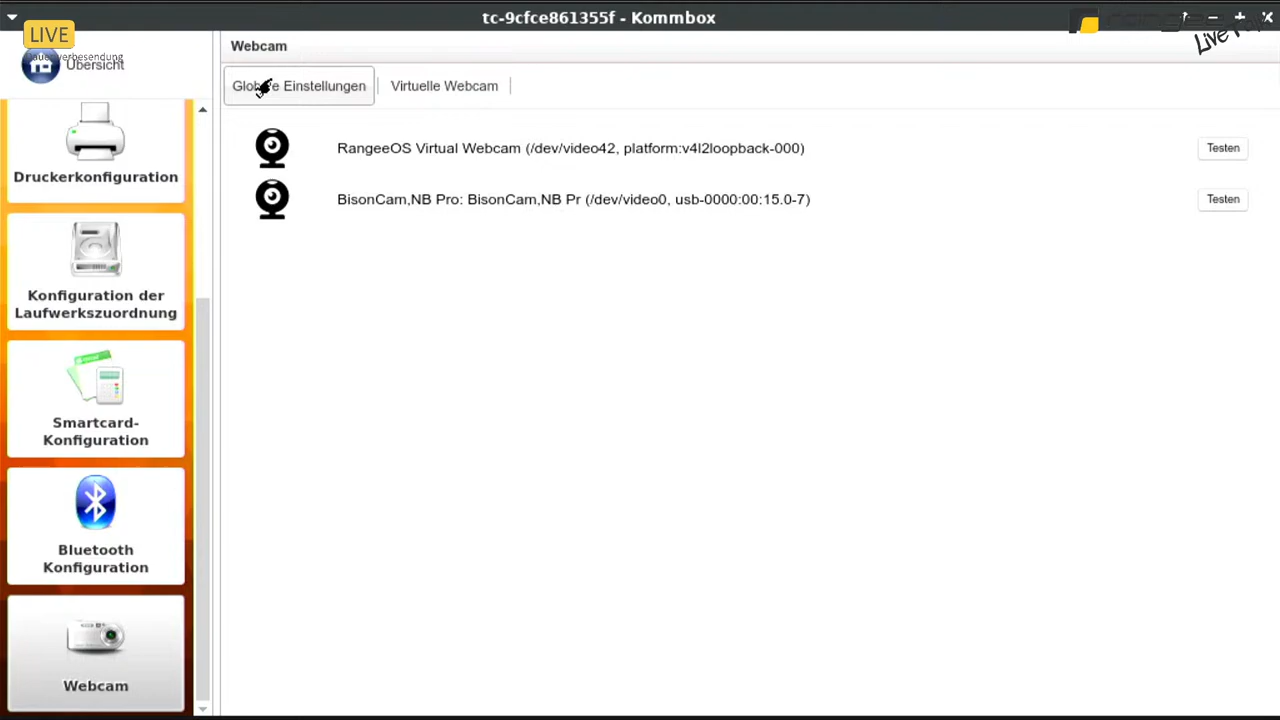 tc-9cfce861355f - Kommbox
LIVE
Übersicht
Webcam
Globale Einstellungen
Virtuelle Webcam
RangeeOS Virtual Webcam (/dev/video42, platform:v4l2loopback-000)
Testen
BisonCam,NB Pro: BisonCam,NB Pr (/dev/video0, usb-0000:00:15.0-7)
Testen
Druckerkonfiguration
Konfiguration der
Laufwerkszuordnung
Smartcard-
Konfiguration
Bluetooth
Konfiguration
Webcam